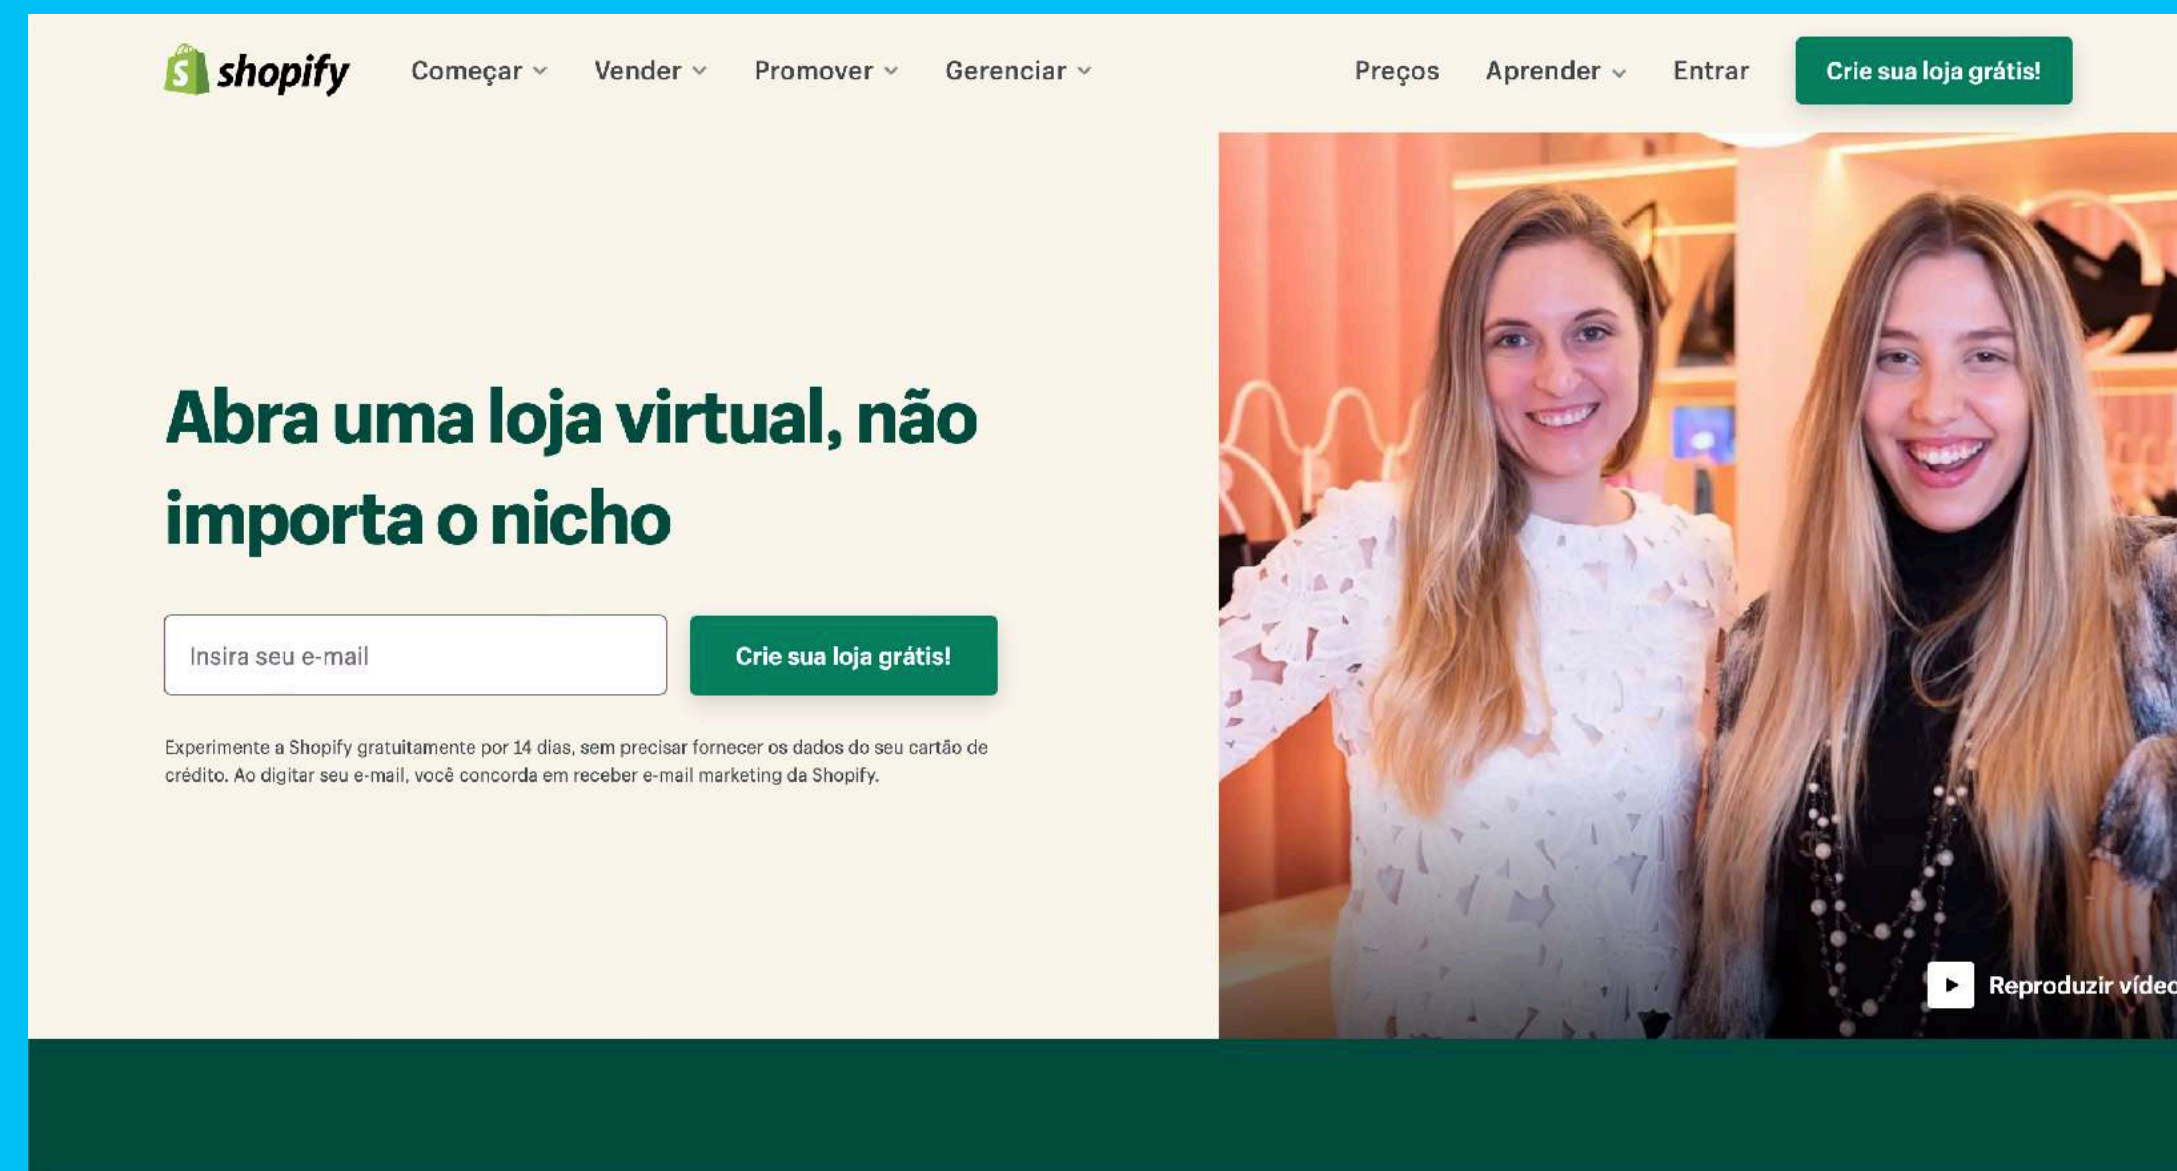 shopify
Começar
Vender
Promover
Gerenciar
Preços
Aprender
Entrar
Crie sua loja grátis!
Abra uma loja virtual, não
importa o nicho
Insira seu e-mail
Crie sua loja grátis!
Experimente a Shopify gratuitamente por 14 dias, sem precisar fornecer os dados do seu cartão de
crédito. Ao digitar seu e-mail, você concorda em receber e-mail marketing da Shopify.
Reproduzir vídeo